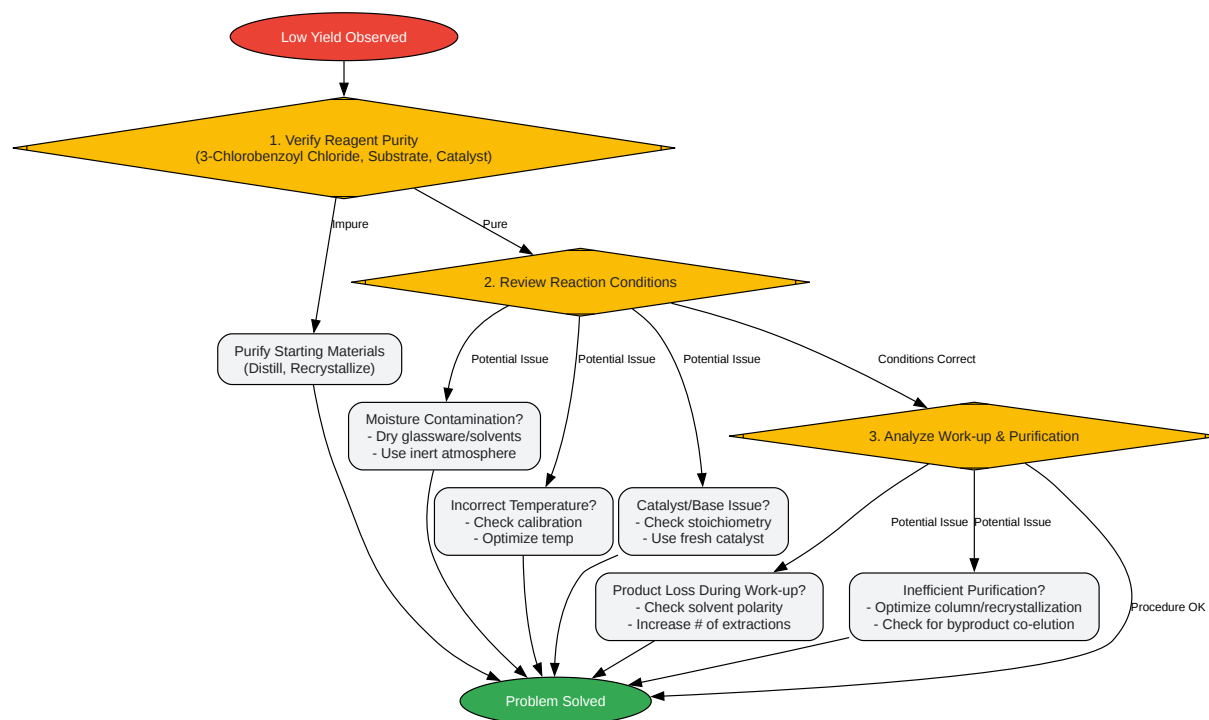 Low Yield Observed
1. Verify Reagent Purity
(3-Chlorobenzoyl Chloride, Substrate, Catalyst)
Impure
Pure
2. Review Reaction Conditions
Purify Starting Materials
(Distill, Recrystallize)
Potential Issue
Potential Issue
Potential Issue
Conditions Correct
Moisture Contamination?
- Dry glassware/solvents
- Use inert atmosphere
3. Analyze Work-up & Purification
Incorrect Temperature?
- Check calibration
- Optimize temp
Catalyst/Base Issue?
- Check stoichiometry
- Use fresh catalyst
Potential Issue
Potential Issue
Product Loss During Work-up?
- Check solvent polarity
- Increase # of extractions
Inefficient Purification?
- Optimize column/recrystallization
- Check for byproduct co-elution
Procedure OK
Problem Solved